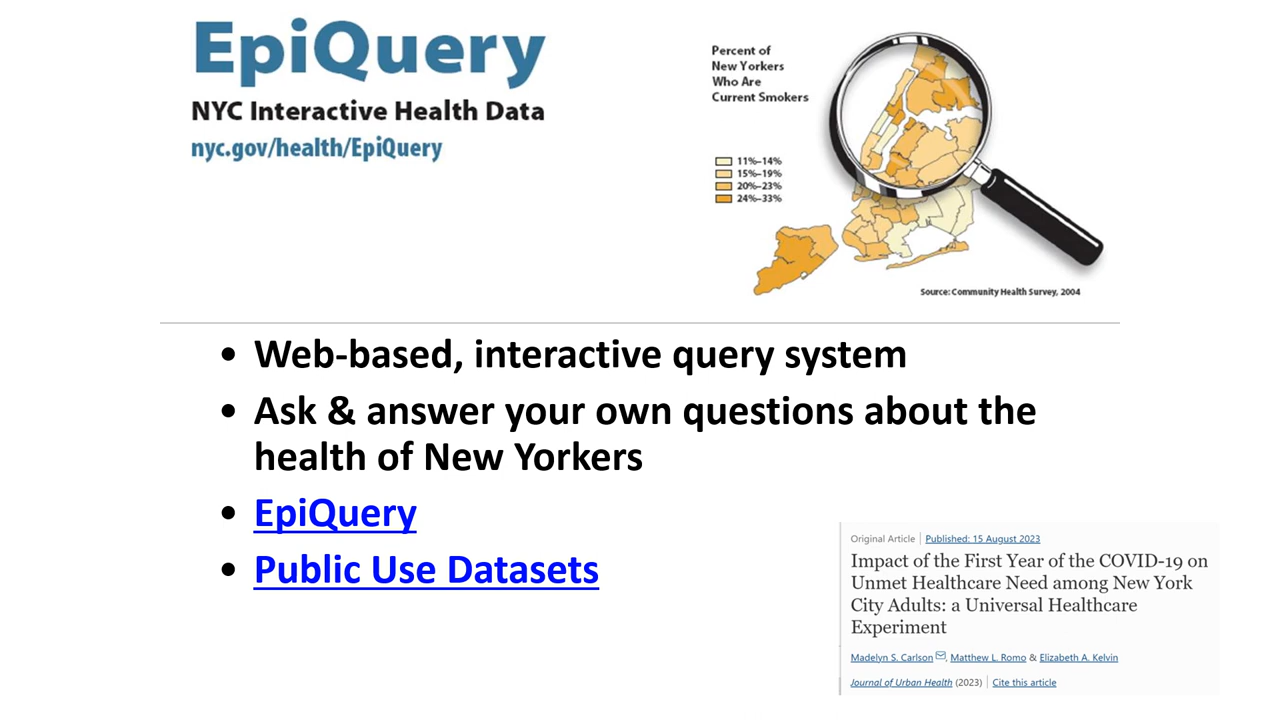 EpiQuery
NYC Interactive Health Data
nyc.gov/health/EpiQuery
Percent of
New Yorkers
Who Are
Current Smokers
11%–14%
15%–19%
20%–23%
24%–33%
Source: Community Health Survey, 2004
• Web-based, interactive query system
• Ask & answer your own questions about the
health of New Yorkers
• EpiQuery
• Public Use Datasets
Original Article | Published: 15 August 2023
Impact of the First Year of the COVID-19 on
Unmet Healthcare Need among New York
City Adults: a Universal Healthcare
Experiment
Madelyn S. Carlson, Matthew L. Romo & Elizabeth A. Kelvin
Journal of Urban Health (2023) | Cite this article